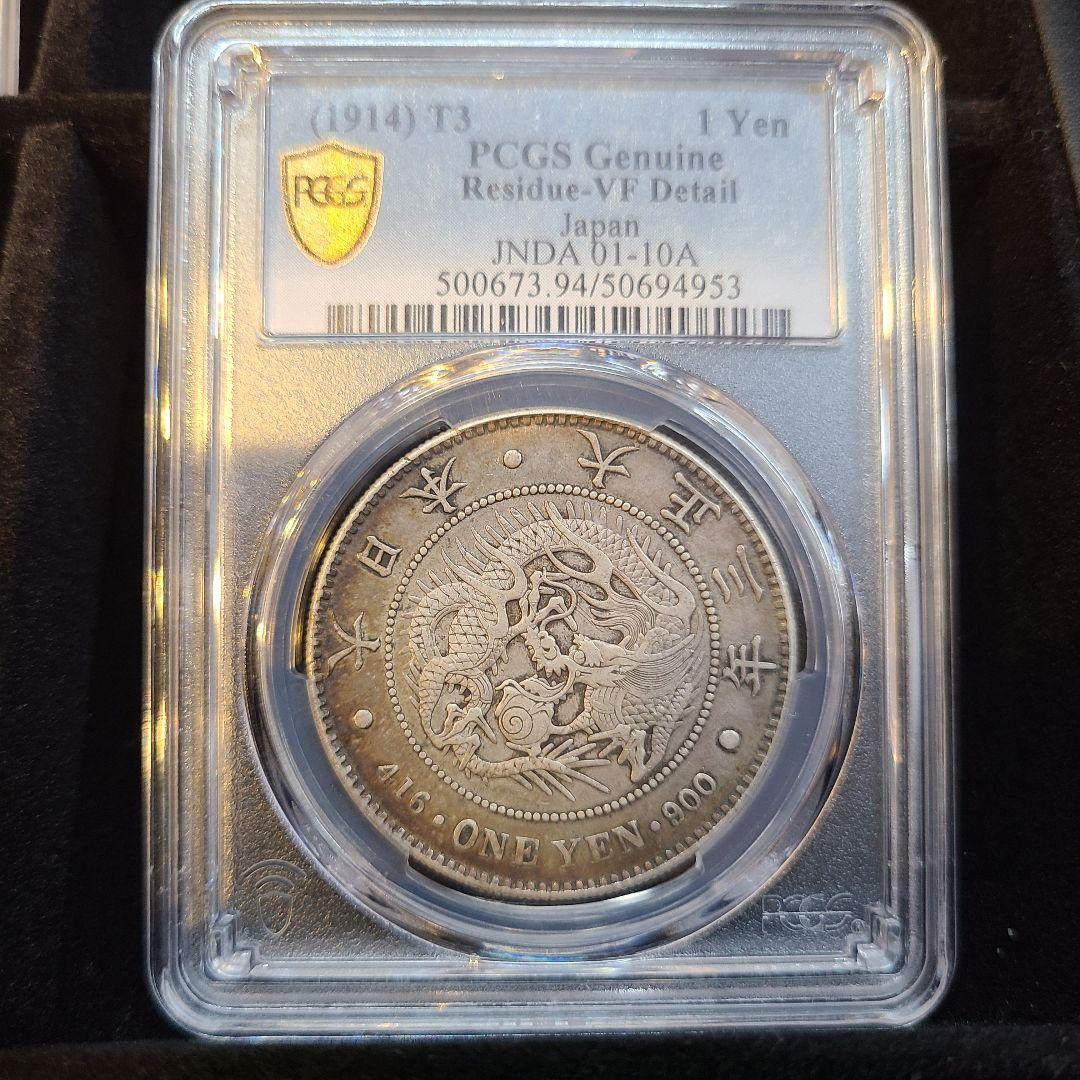 (1914) T3 1 Yen
PCGS Genuine
Residue-VF Detail
Japan
JNDA 01-10A
500673.94/50694953
PCGS
大日本 · 大正三年
416 · ONE YEN · 900
PCGS